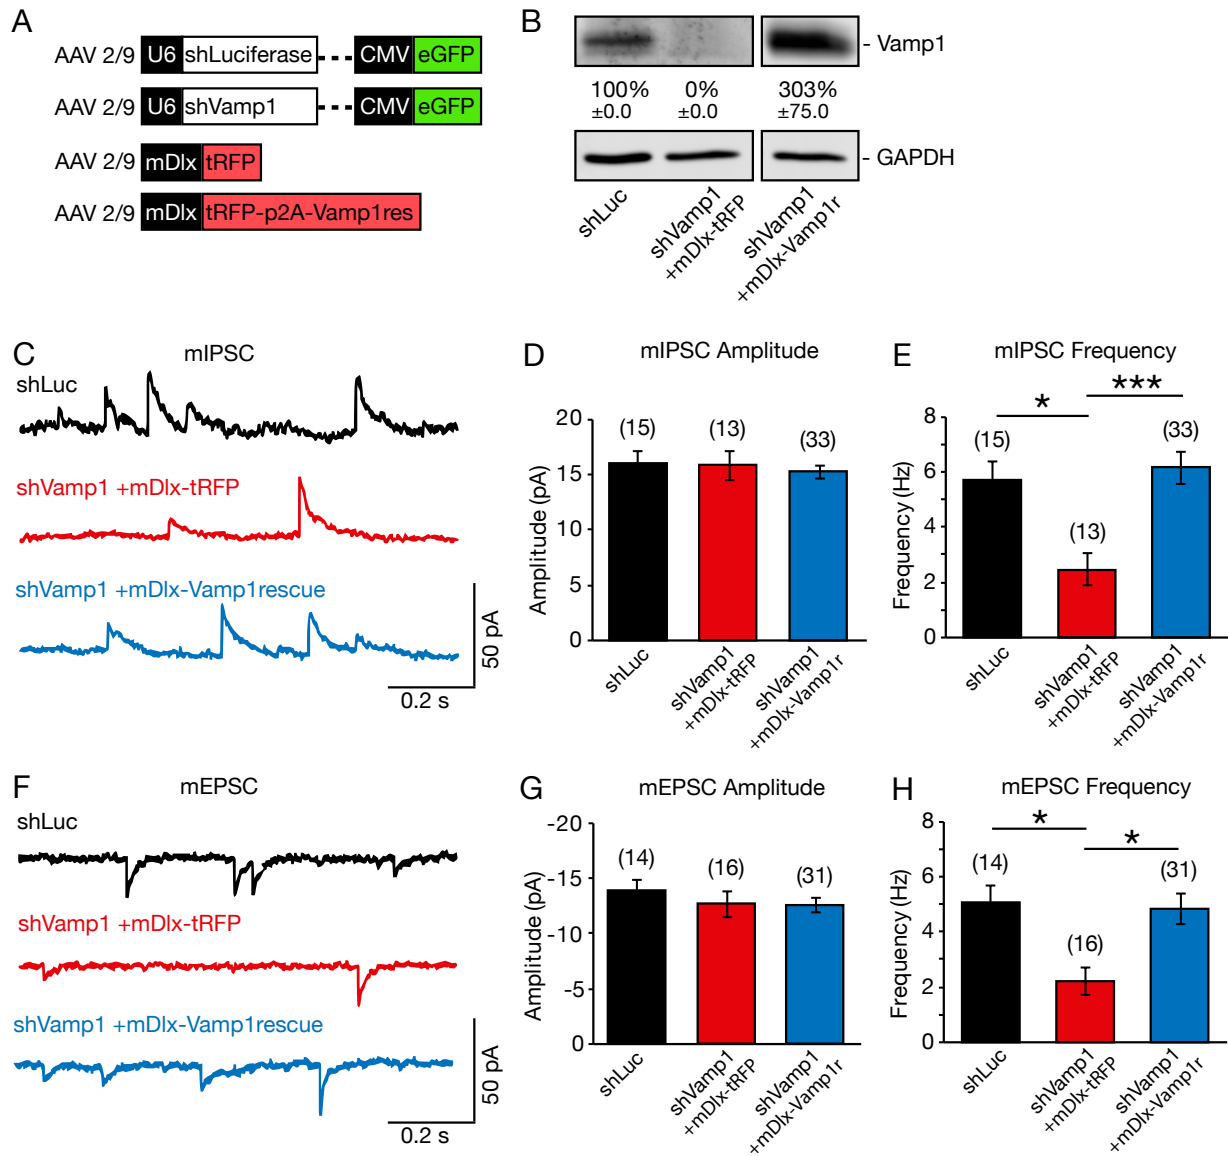 A
AAV 2/9 U6 shLuciferase CMV eGFP
AAV 2/9 U6 shVamp1 CMV eGFP
AAV 2/9 mDlx tRFP
AAV 2/9 mDlx tRFP-p2A-Vamp1res
B
- Vamp1
100% 0% 303%
±0.0 ±0.0 ±75.0
- GAPDH
shLuc
shVamp1
+mDlx-tRFP
shVamp1
+mDlx-Vamp1r
C
mIPSC
shLuc
shVamp1 +mDlx-tRFP
shVamp1 +mDlx-Vamp1rescue
50 pA
0.2 s
D
mIPSC Amplitude
Amplitude (pA)
20
15
10
5
0
(15) (13) (33)
shLuc
shVamp1
+mDlx-tRFP
shVamp1
+mDlx-Vamp1r
E
mIPSC Frequency
* ***
Frequency (Hz)
8
6
4
2
0
(15) (13) (33)
shLuc
shVamp1
+mDlx-tRFP
shVamp1
+mDlx-Vamp1r
F
mEPSC
shLuc
shVamp1 +mDlx-tRFP
shVamp1 +mDlx-Vamp1rescue
50 pA
0.2 s
G
mEPSC Amplitude
Amplitude (pA)
-20
-15
-10
-5
0
(14) (16) (31)
shLuc
shVamp1
+mDlx-tRFP
shVamp1
+mDlx-Vamp1r
H
mEPSC Frequency
* *
Frequency (Hz)
8
6
4
2
0
(14) (16) (31)
shLuc
shVamp1
+mDlx-tRFP
shVamp1
+mDlx-Vamp1r